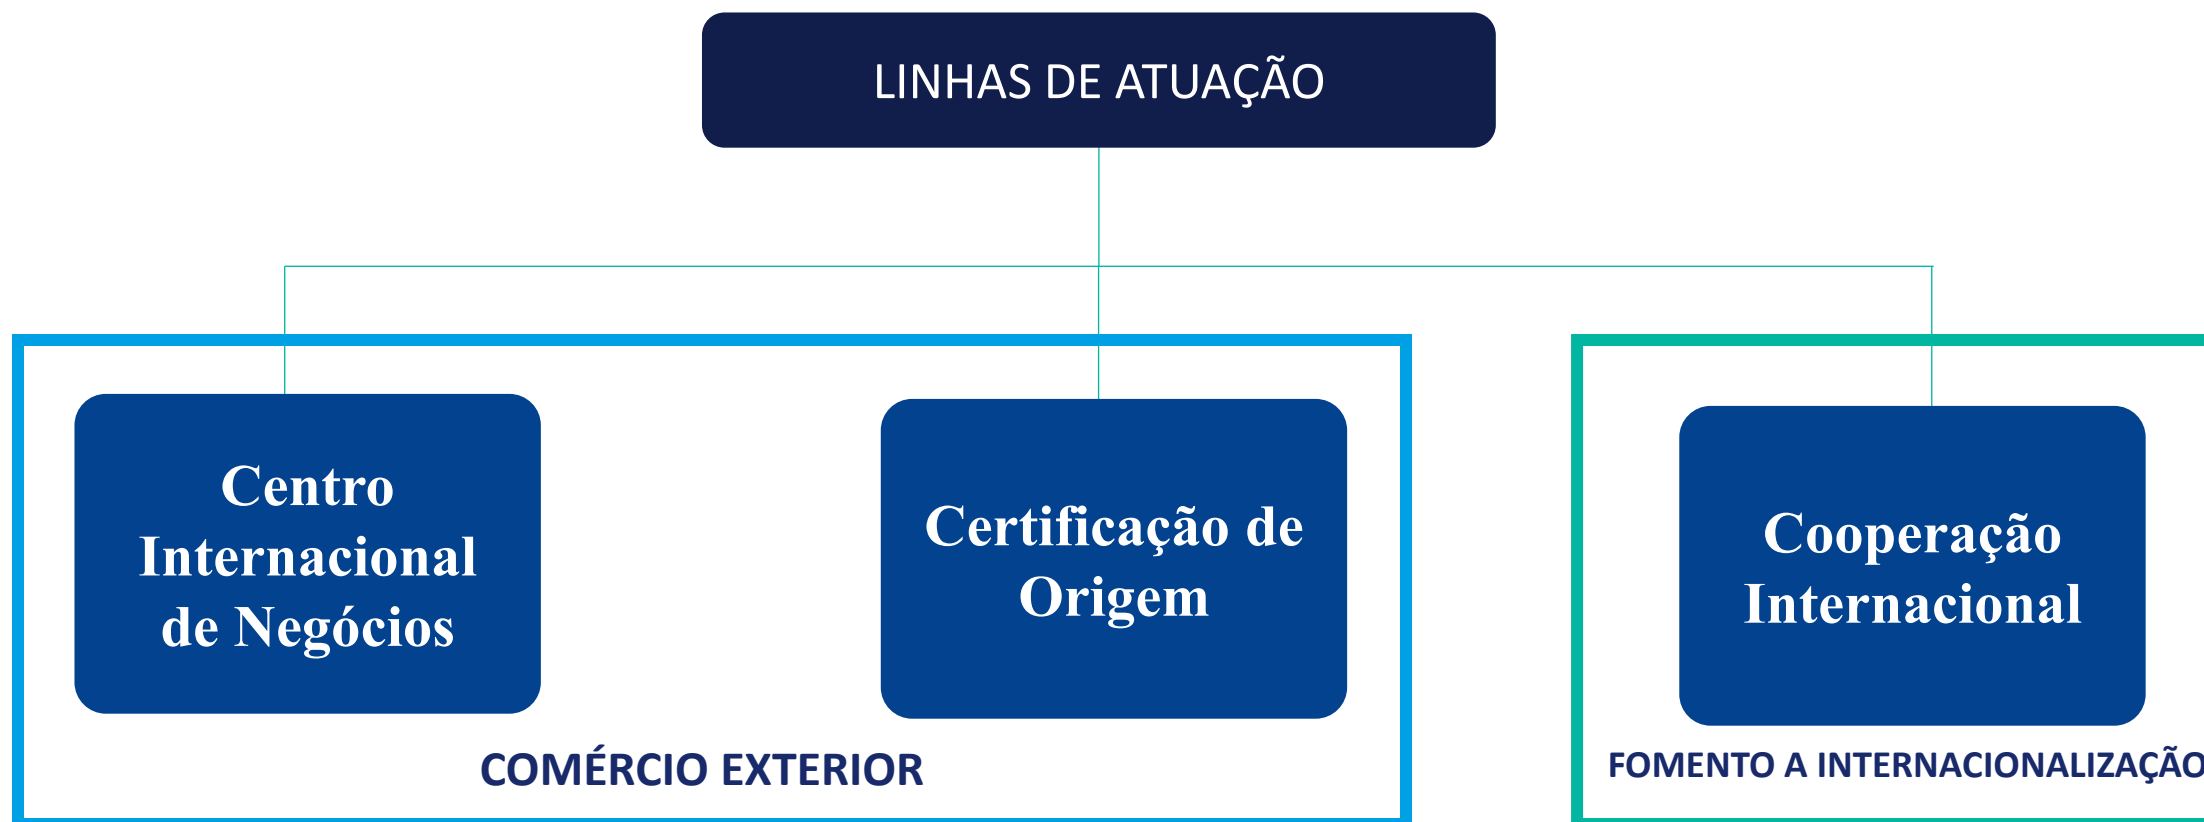 LINHAS DE ATUAÇÃO
Centro
Internacional
de Negócios
Certificação de
Origem
COMÉRCIO EXTERIOR
Cooperação
Internacional
FOMENTO A INTERNACIONALIZAÇÃO